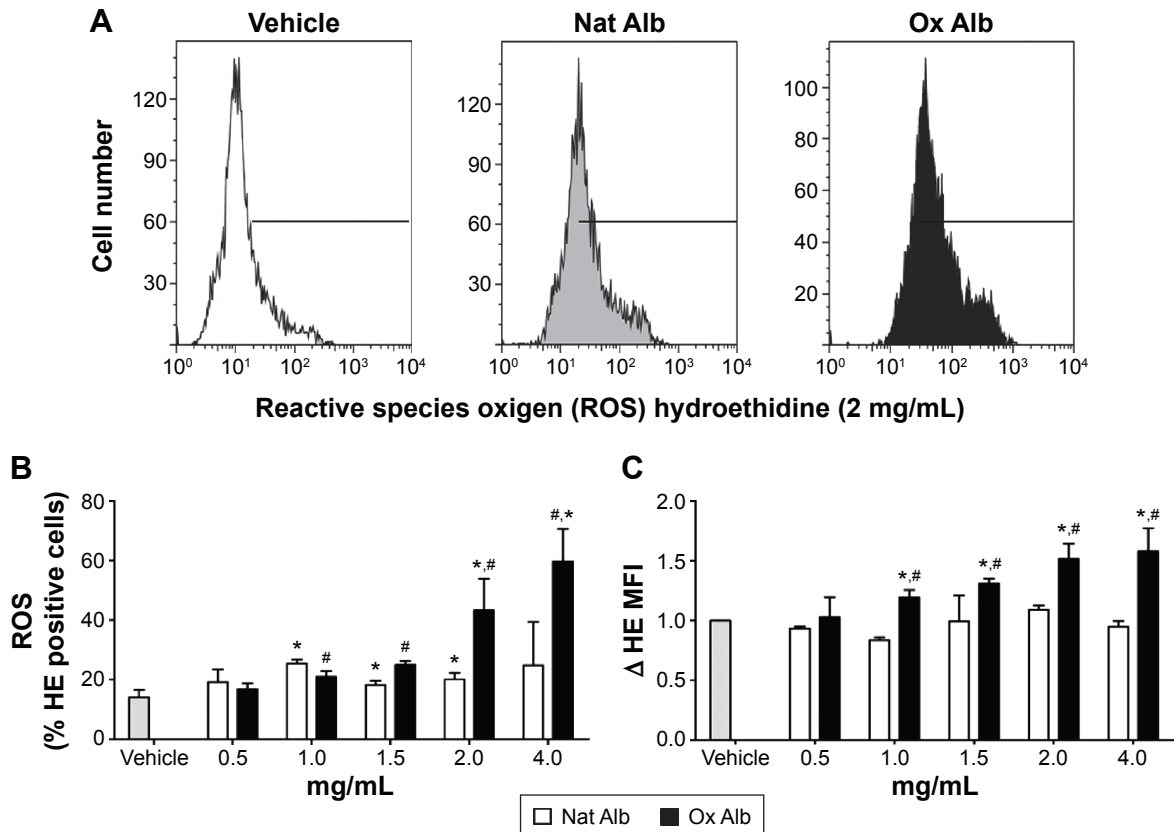 A
Vehicle
Nat Alb
Ox Alb
Cell number
120
90
60
30
10⁰ 10¹ 10² 10³ 10⁴
120
90
60
30
10⁰ 10¹ 10² 10³ 10⁴
100
80
60
40
20
10⁰ 10¹ 10² 10³ 10⁴
Reactive species oxigen (ROS) hydroethidine (2 mg/mL)
B
ROS
(% HE positive cells)
80
60
40
20
0
* # * # * *,# #,*
Vehicle 0.5 1.0 1.5 2.0 4.0
mg/mL
C
Δ HE MFI
2.0
1.5
1.0
0.5
0.0
*,# *,# *,# *,#
Vehicle 0.5 1.0 1.5 2.0 4.0
mg/mL
Nat Alb Ox Alb